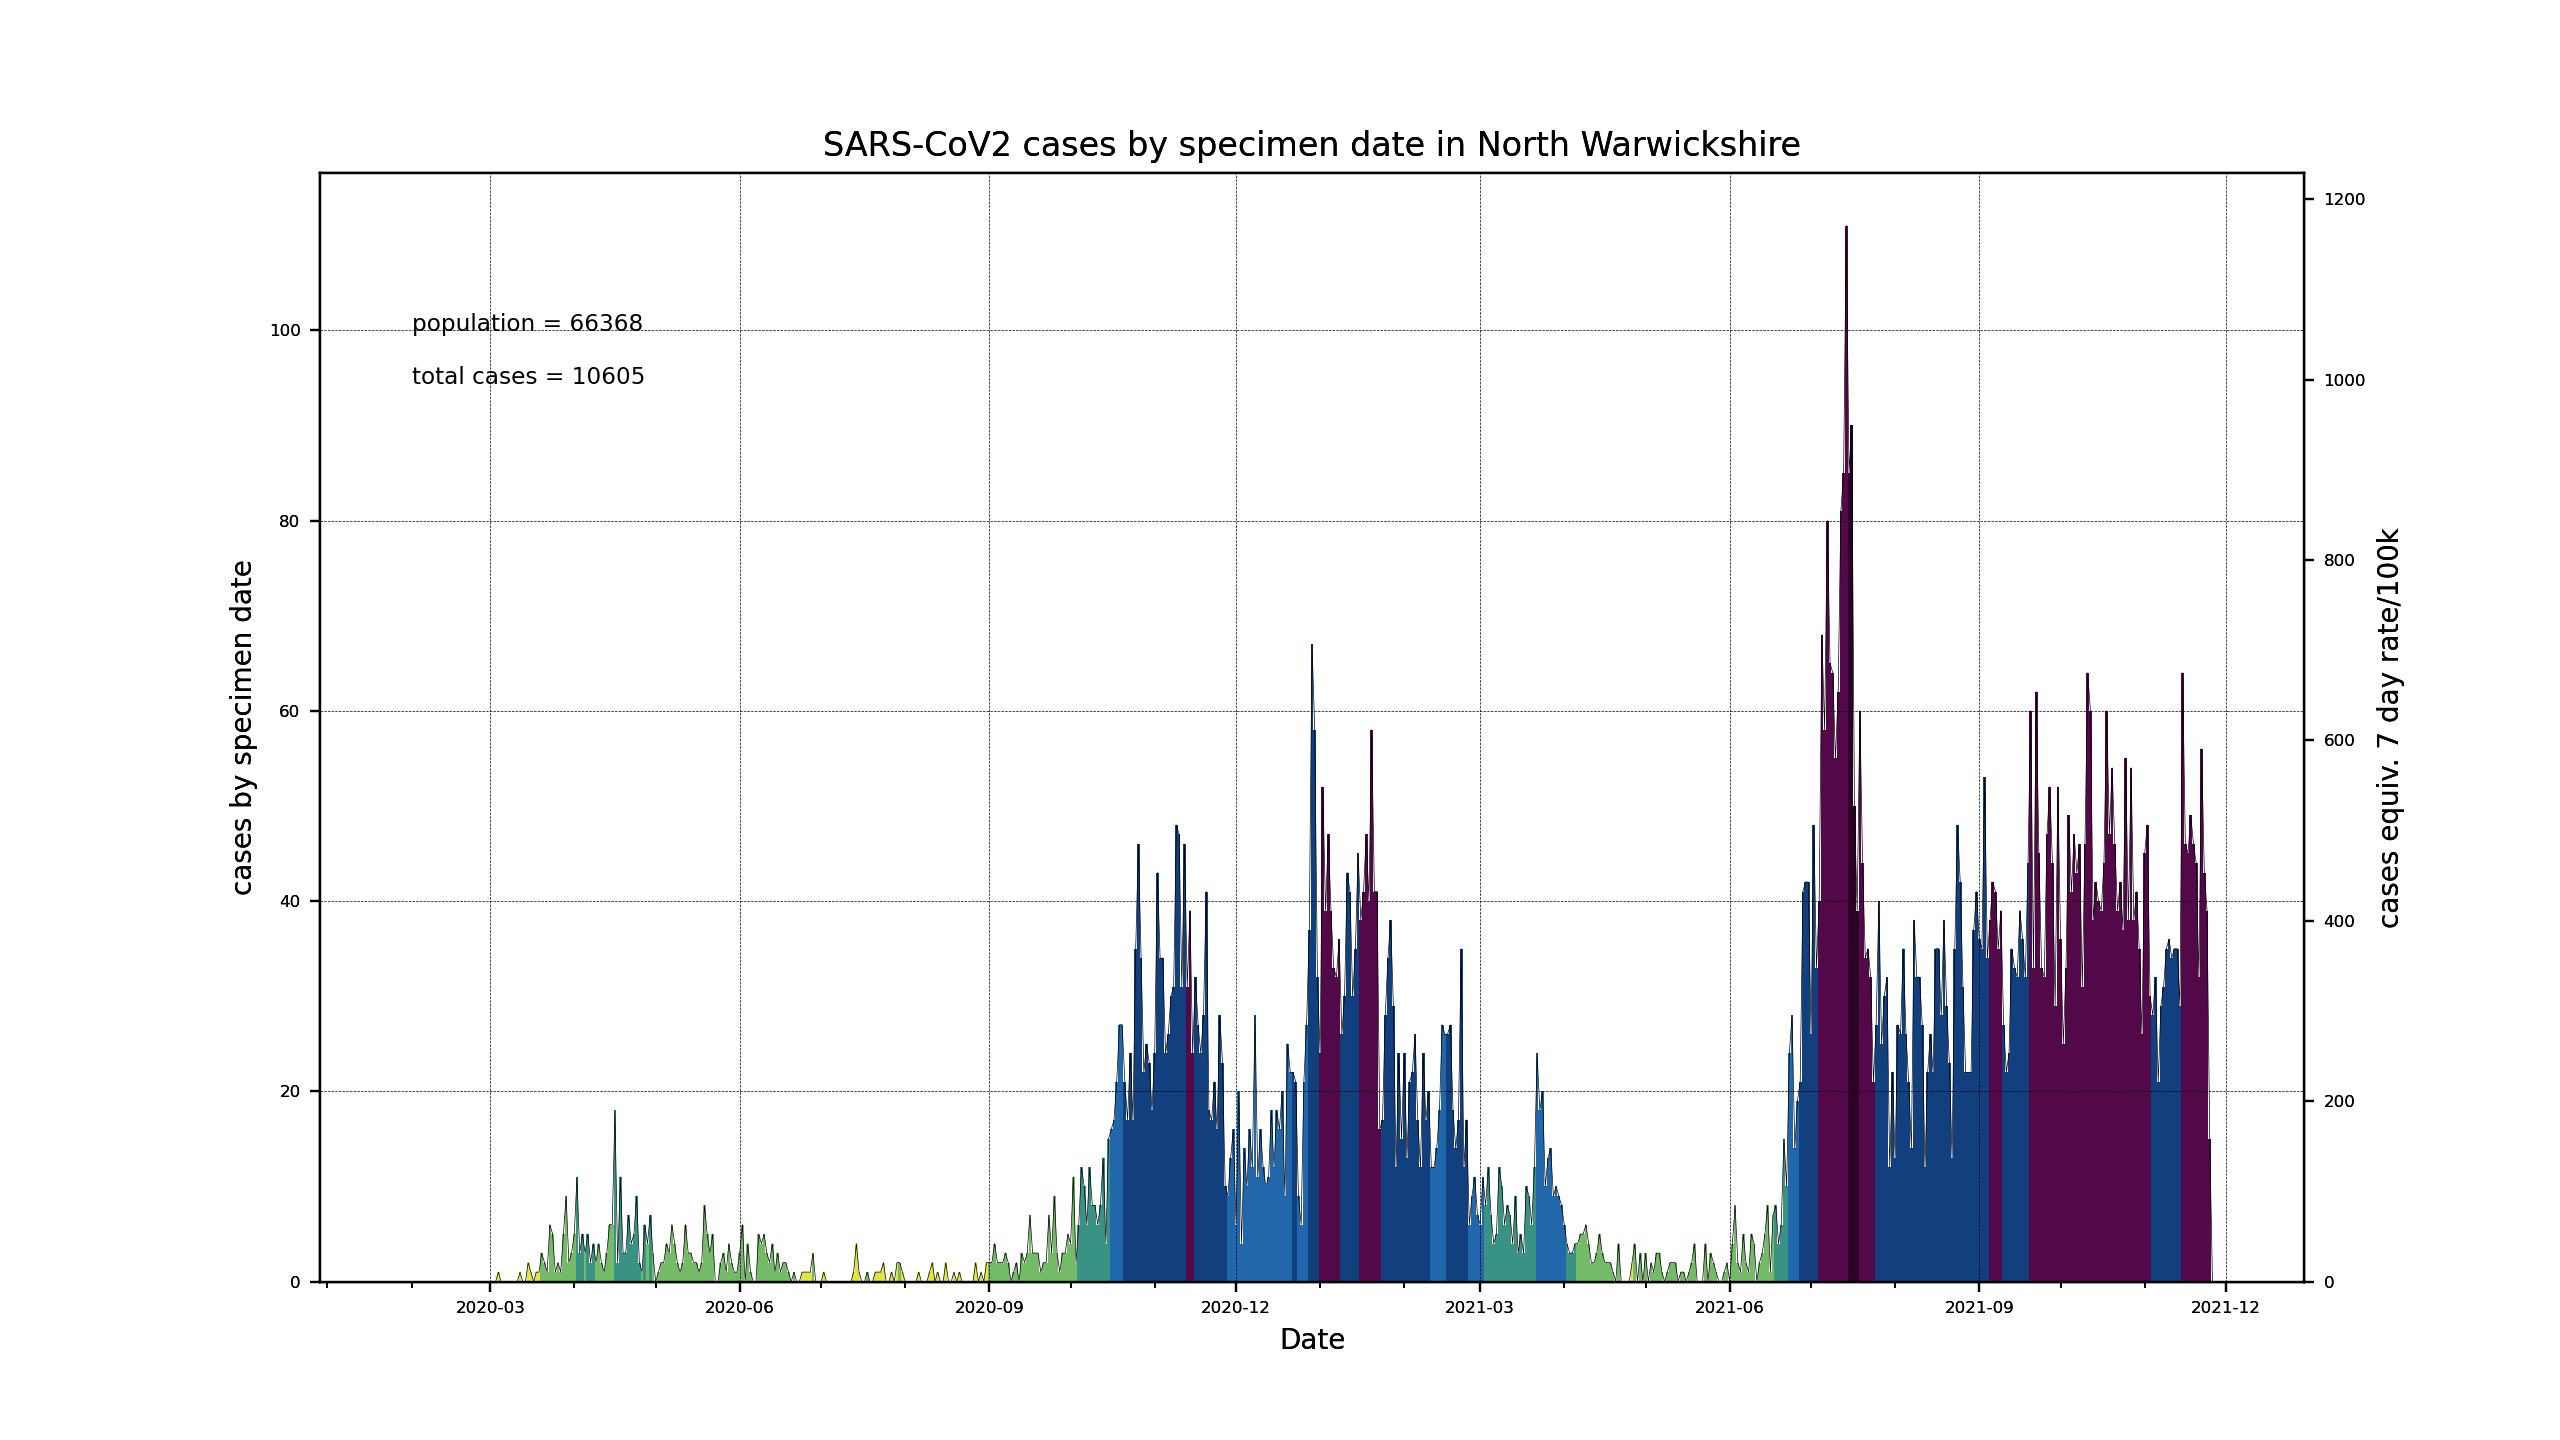 SARS-CoV2 cases by specimen date in North Warwickshire
population = 66368
total cases = 10605
cases by specimen date
100
80
60
40
20
0
1200
1000
800
600
400
200
0
cases equiv. 7 day rate/100k
2020-03 2020-06 2020-09 2020-12 2021-03 2021-06 2021-09 2021-12
Date